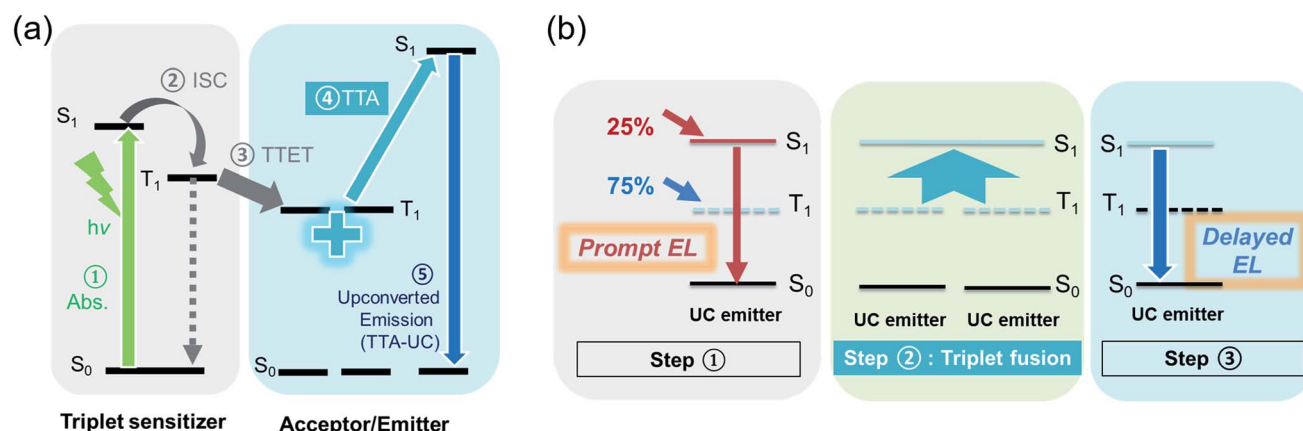 (a)
S1
② ISC
③ TTET
T1
hν
①
Abs.
S0
Triplet sensitizer
S1
④TTA
T1
⑤
Upconverted
Emission
(TTA-UC)
S0
Acceptor/Emitter
(b)
25%
S1
75%
T1
Prompt EL
S0
UC emitter
Step ①
S1
T1
S0
UC emitter UC emitter
Step ② : Triplet fusion
S1
T1
Delayed
EL
S0
UC emitter
Step ③